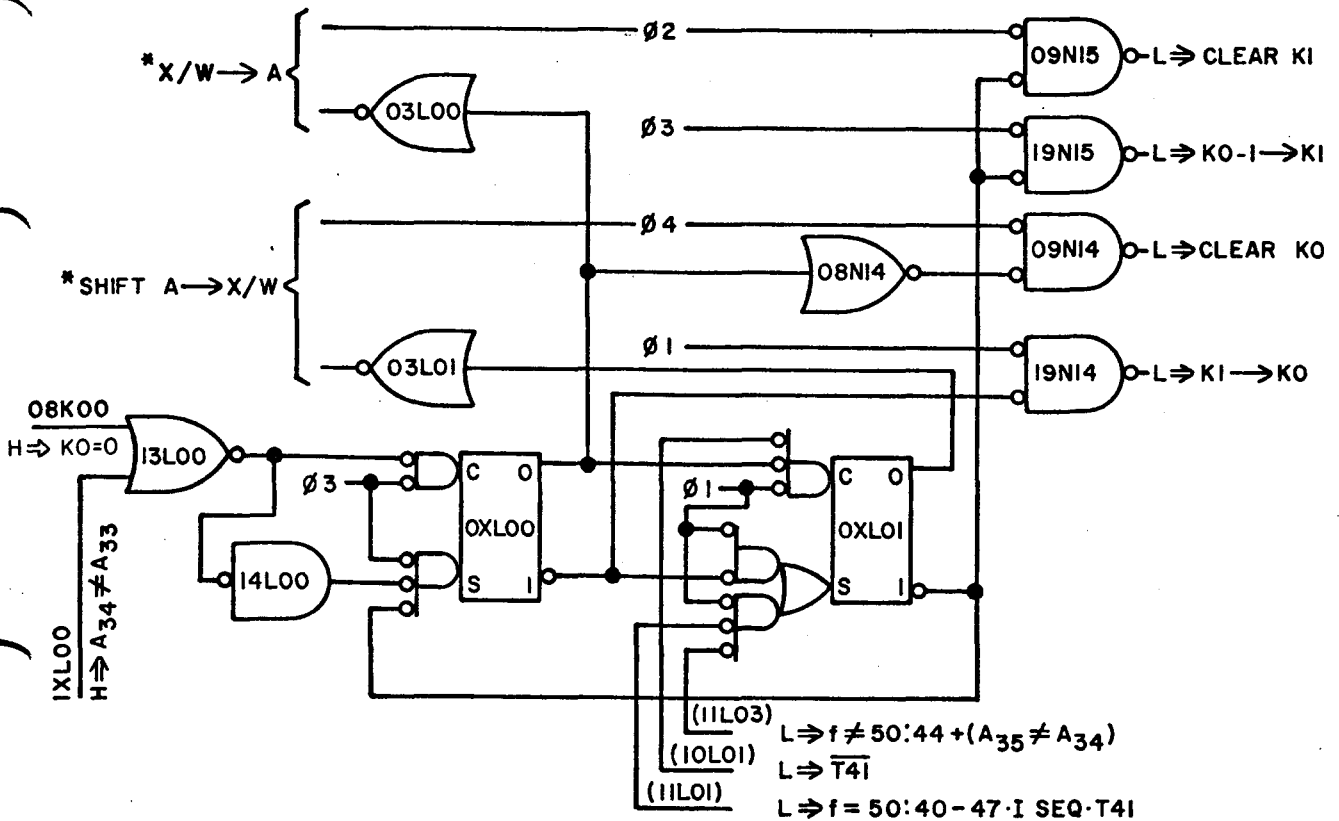 ø2
09N15
L⇒ CLEAR K1
*X/W→A
03L00
ø3
19N15
L⇒ K0-1→K1
ø4
09N14
L⇒CLEAR K0
*SHIFT A→X/W
08N14
ø1
03L01
19N14
L⇒ K1→K0
08K00
H⇒ K0=0
13L00
ø3
C 0
0XL00
S 1
ø1
C 0
0XL01
S 1
14L00
1XL00
H⇒A34≠A33
(11L03)
L⇒f≠50:44+(A35≠A34)
(10L01)
L⇒T̅4̅1̅
(11L01)
L⇒f=50:40-47·I SEQ·T41